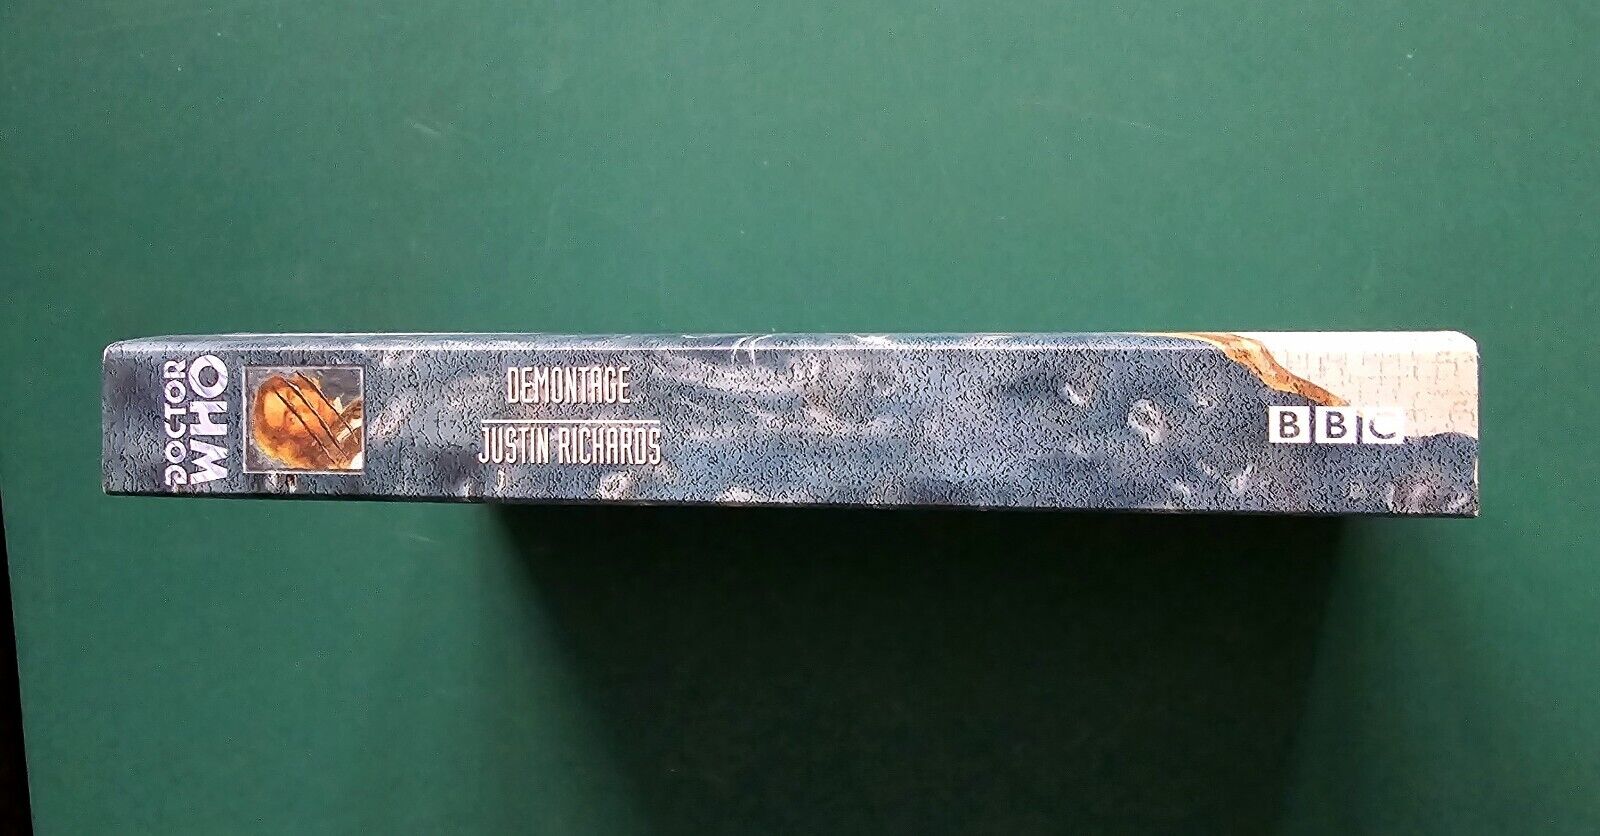 DOCTOR
WHO
DEMONTAGE
JUSTIN RICHARDS
BBC